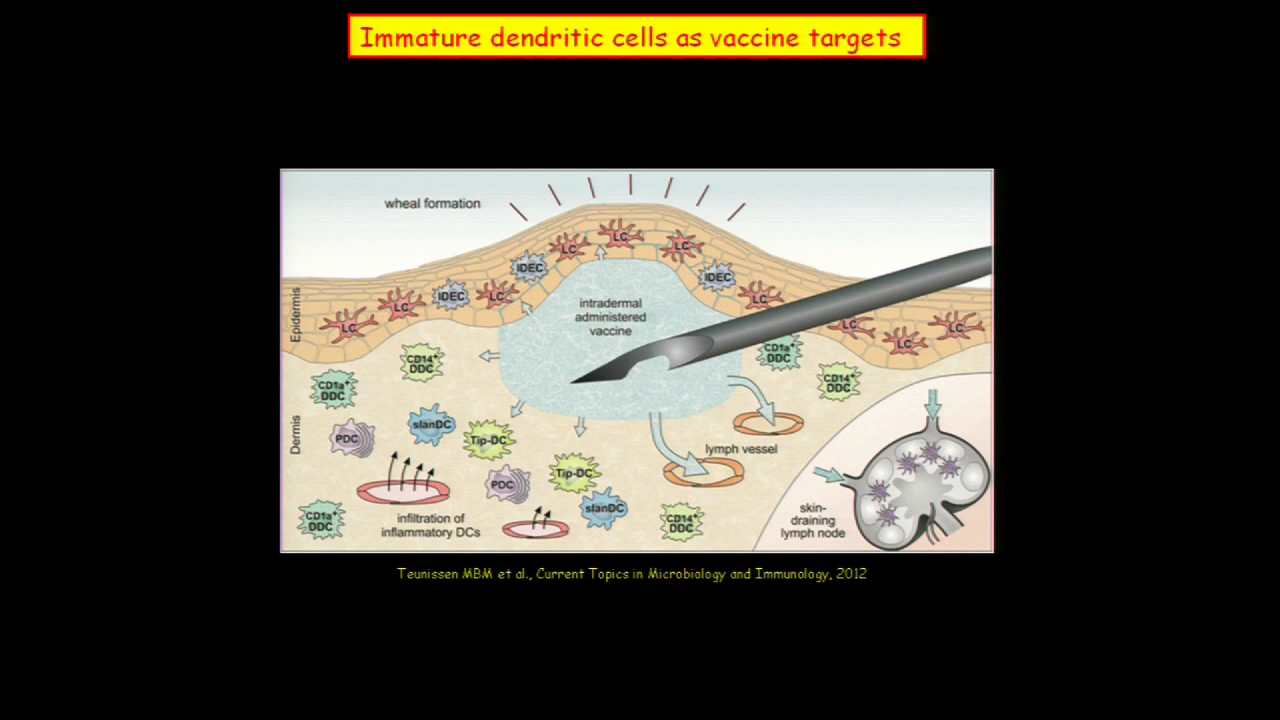 Immature dendritic cells as vaccine targets
wheal formation
LC
LC
LC
IDEC
LC
IDEC
IDEC
LC
LC
LC
IDEC
LC
LC
LC
LC
Epidermis
intradermal
administered
vaccine
CD14⁺
DDC
CD1a⁺
DDC
CD1a⁺
DDC
CD14⁺
DDC
Dermis
slanDC
PDC
Tip-DC
lymph vessel
Tip-DC
PDC
slanDC
CD1a⁺
DDC
infiltration of
inflammatory DCs
CD14⁺
DDC
skin-
draining
lymph node
Teunissen MBM et al., Current Topics in Microbiology and Immunology, 2012